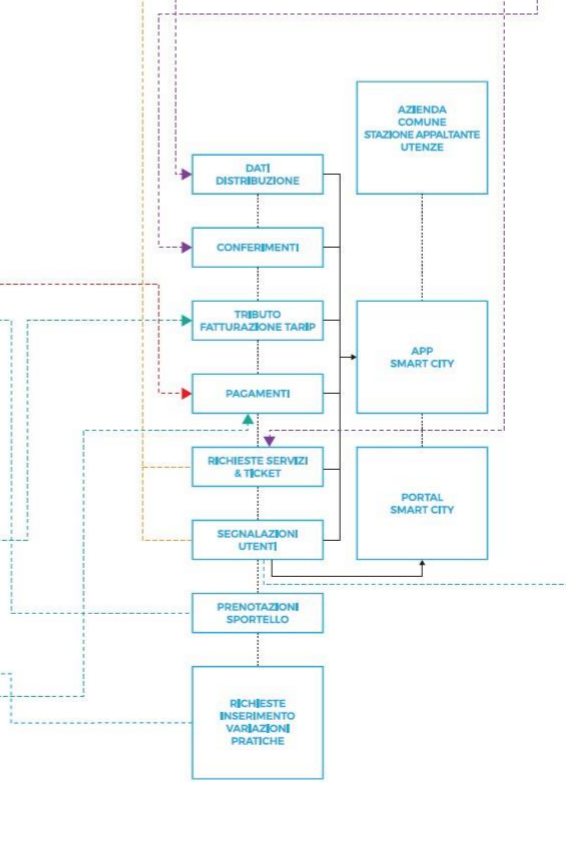 AZIENDA
COMUNE
STAZIONE APPALTANTE
UTENZE
DATI
DISTRIBUZIONE
CONFERIMENTI
TRIBUTO
FATTURAZIONE TARIP
APP
SMART CITY
PAGAMENTI
RICHIESTE SERVIZI
& TICKET
PORTAL
SMART CITY
SEGNALAZIONI
UTENTI
PRENOTAZIONI
SPORTELLO
RICHIESTE
INSERIMENTO
VARIAZIONI
PRATICHE